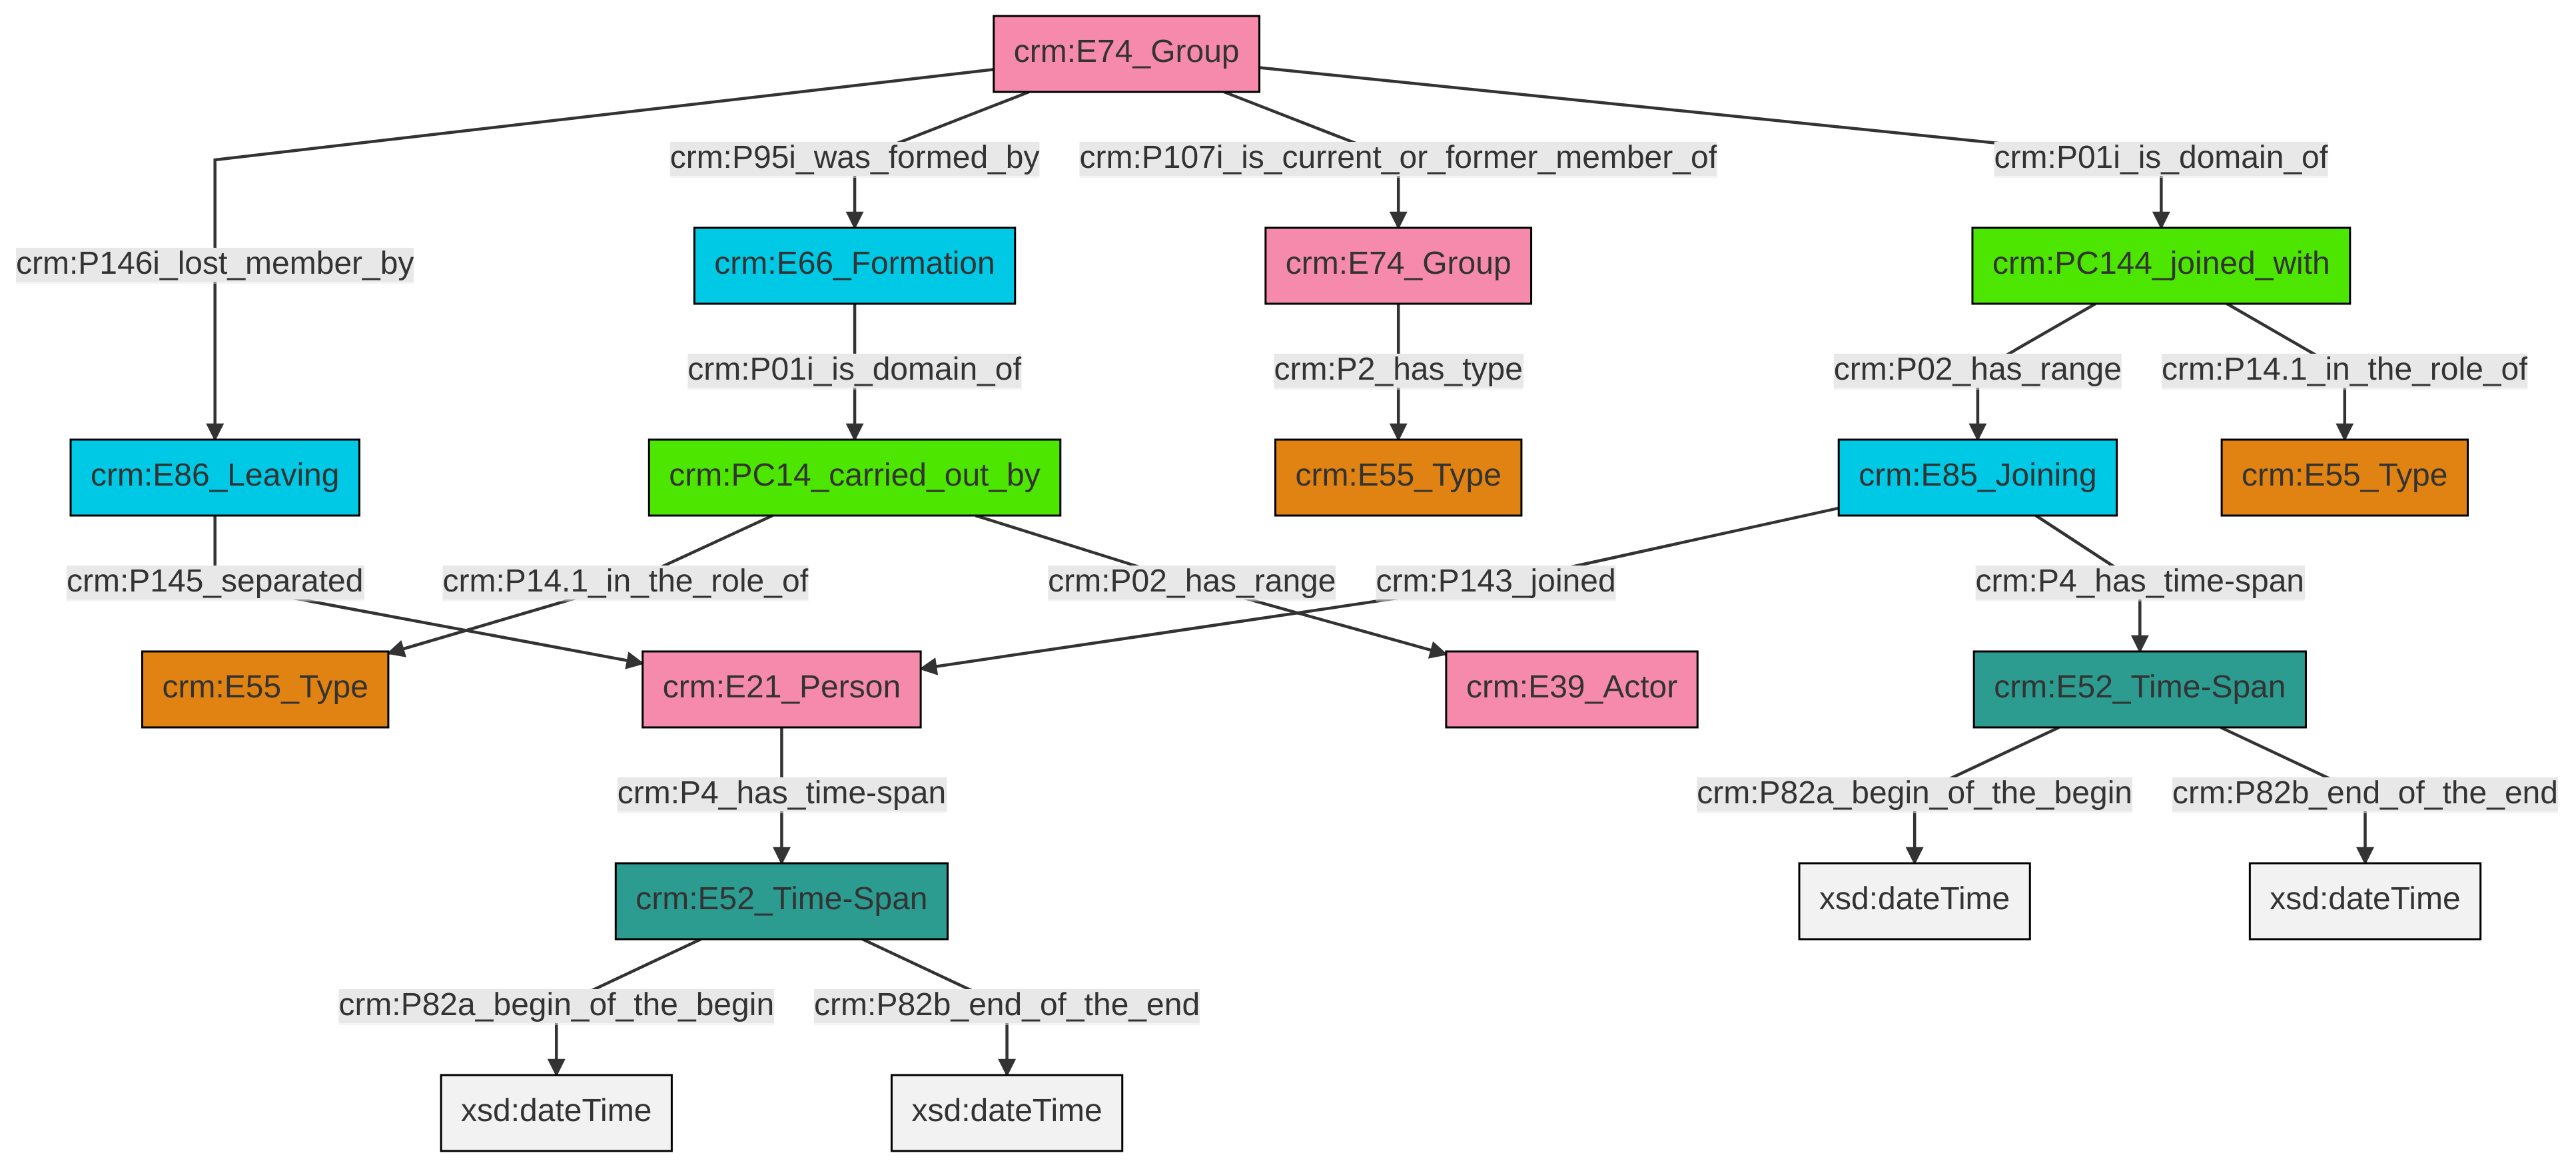 crm:E74_Group
crm:P95i_was_formed_by
crm:P107i_is_current_or_former_member_of
crm:P01i_is_domain_of
crm:P146i_lost_member_by
crm:E66_Formation
crm:E74_Group
crm:PC144_joined_with
crm:P01i_is_domain_of
crm:P2_has_type
crm:P02_has_range
crm:P14.1_in_the_role_of
crm:E86_Leaving
crm:PC14_carried_out_by
crm:E55_Type
crm:E85_Joining
crm:E55_Type
crm:P145_separated
crm:P14.1_in_the_role_of
crm:P02_has_range
crm:P143_joined
crm:P4_has_time-span
crm:E55_Type
crm:E21_Person
crm:E39_Actor
crm:E52_Time-Span
crm:P4_has_time-span
crm:P82a_begin_of_the_begin
crm:P82b_end_of_the_end
crm:E52_Time-Span
xsd:dateTime
xsd:dateTime
crm:P82a_begin_of_the_begin
crm:P82b_end_of_the_end
xsd:dateTime
xsd:dateTime